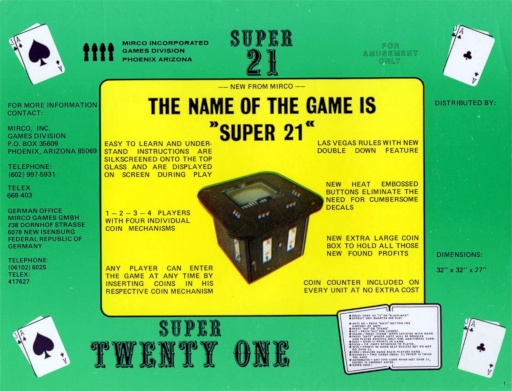 MIRCO INCORPORATED
GAMES DIVISION
PHOENIX ARIZONA
SUPER
21
FOR
AMUSEMENT
ONLY
FOR MORE INFORMATION
CONTACT:
MIRCO, INC.
GAMES DIVISION
P.O. BOX 35609
PHOENIX, ARIZONA 85069
TELEPHONE:
(602) 997-5931
TELEX
668-403
GERMAN OFFICE
MIRCO GAMES GMBH
#38 DORNHOF STRASSE
6078 NEW ISENBURG
FEDERAL REPUBLIC OF
GERMANY
TELEPHONE:
(06102) 6025
TELEX:
417627
— NEW FROM MIRCO —
THE NAME OF THE GAME IS
»SUPER 21«
EASY TO LEARN AND UNDER-
STAND INSTRUCTIONS ARE
SILKSCREENED ONTO THE TOP
GLASS AND ARE DISPLAYED
ON SCREEN DURING PLAY
1 – 2 – 3 – 4 PLAYERS
WITH FOUR INDIVIDUAL
COIN MECHANISMS
ANY PLAYER CAN ENTER
THE GAME AT ANY TIME BY
INSERTING COINS IN HIS
RESPECTIVE COIN MECHANISM
LAS VEGAS RULES WITH NEW
DOUBLE DOWN FEATURE
NEW HEAT EMBOSSED
BUTTONS ELIMINATE THE
NEED FOR CUMBERSOME
DECALS
NEW EXTRA LARGE COIN
BOX TO HOLD ALL THOSE
NEW FOUND PROFITS
COIN COUNTER INCLUDED ON
EVERY UNIT AT NO EXTRA COST
DISTRIBUTED BY:
DIMENSIONS:
32" x 32" x 27"
SUPER
TWENTY ONE